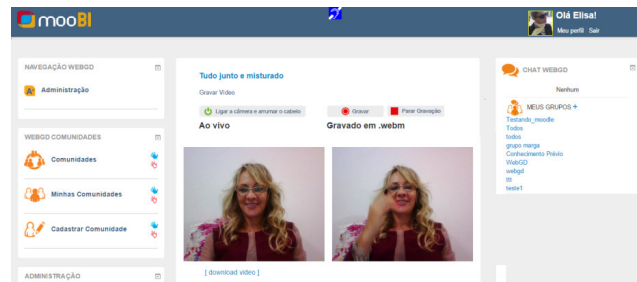 mooBI
Olá Elisa!
Meu perfil Sair
NAVEGAÇÃO WEBGD
Administração
WEBGD COMUNIDADES
Comunidades
Minhas Comunidades
Cadastrar Comunidade
ADMINISTRAÇÃO
Tudo junto e misturado
Gravar Vídeo
Ligar a câmera e arrumar o cabelo
Gravar
Parar Gravação
Ao vivo
Gravado em .webm
[ download video ]
CHAT WEBGD
Nenhum
MEUS GRUPOS +
Testando_moodle
Todos
todos
grupo marga
Conhecimento Prévio
WebGD
webgd
ttt
teste1